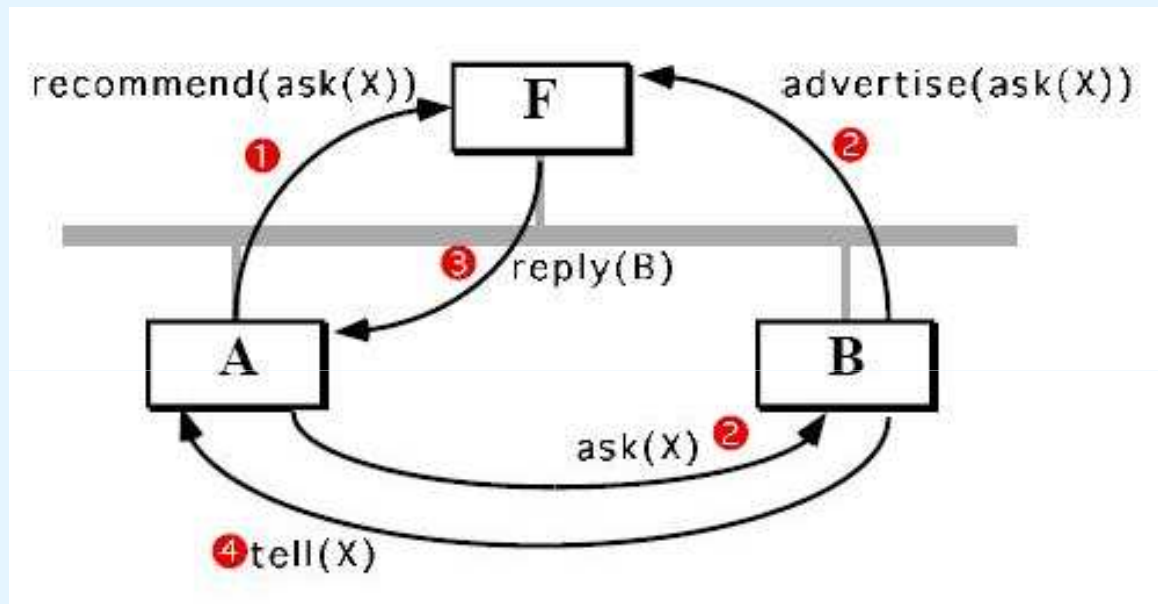 recommend(ask(X))
F
advertise(ask(X))
1
2
3
reply(B)
A
B
ask(X) 2
4 tell(X)